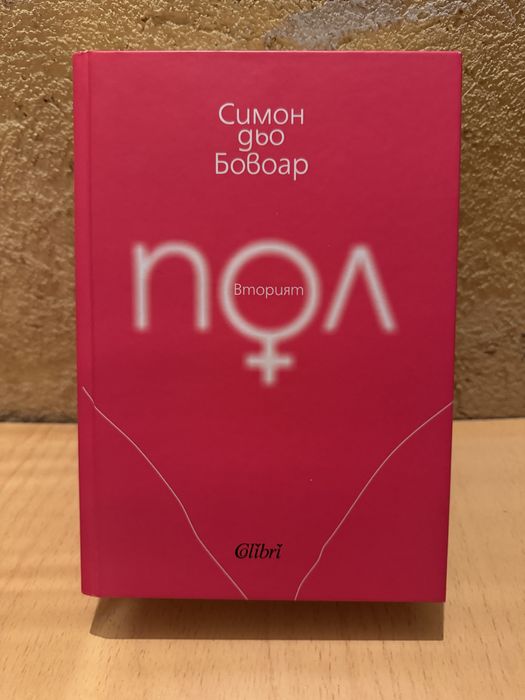 Симон
дьо
Бовоар
пол
Вторият
Colibri